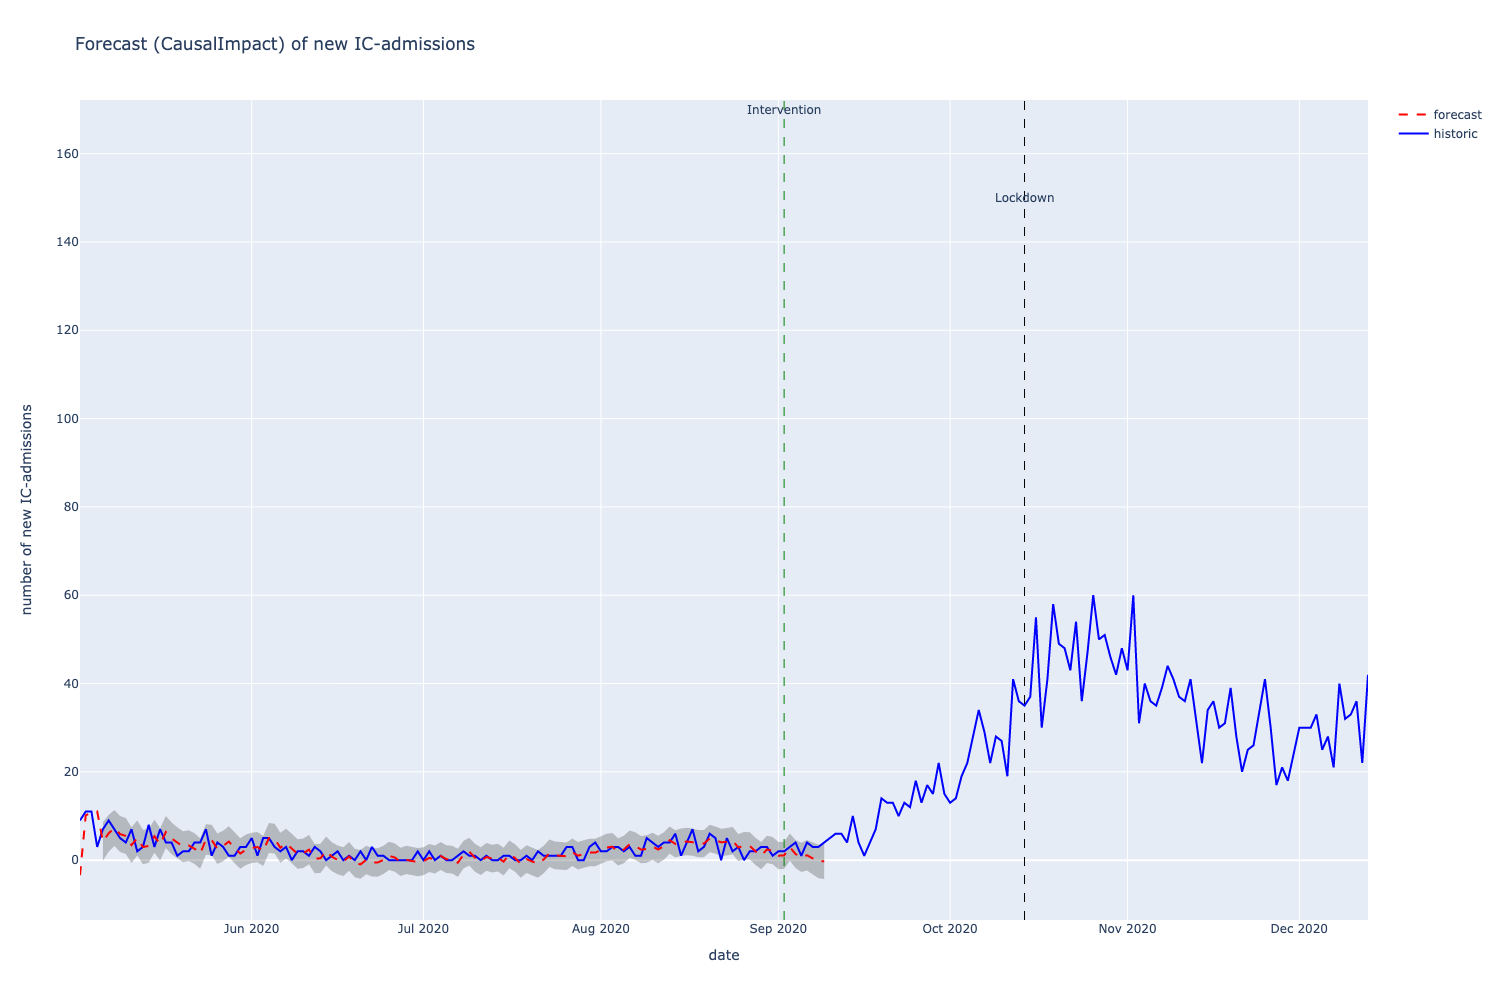 Forecast (CausalImpact) of new IC-admissions
Intervention
forecast
historic
160
Lockdown
140
120
100
80
60
40
20
0
number of new IC-admissions
Jun 2020
Jul 2020
Aug 2020
Sep 2020
Oct 2020
Nov 2020
Dec 2020
date